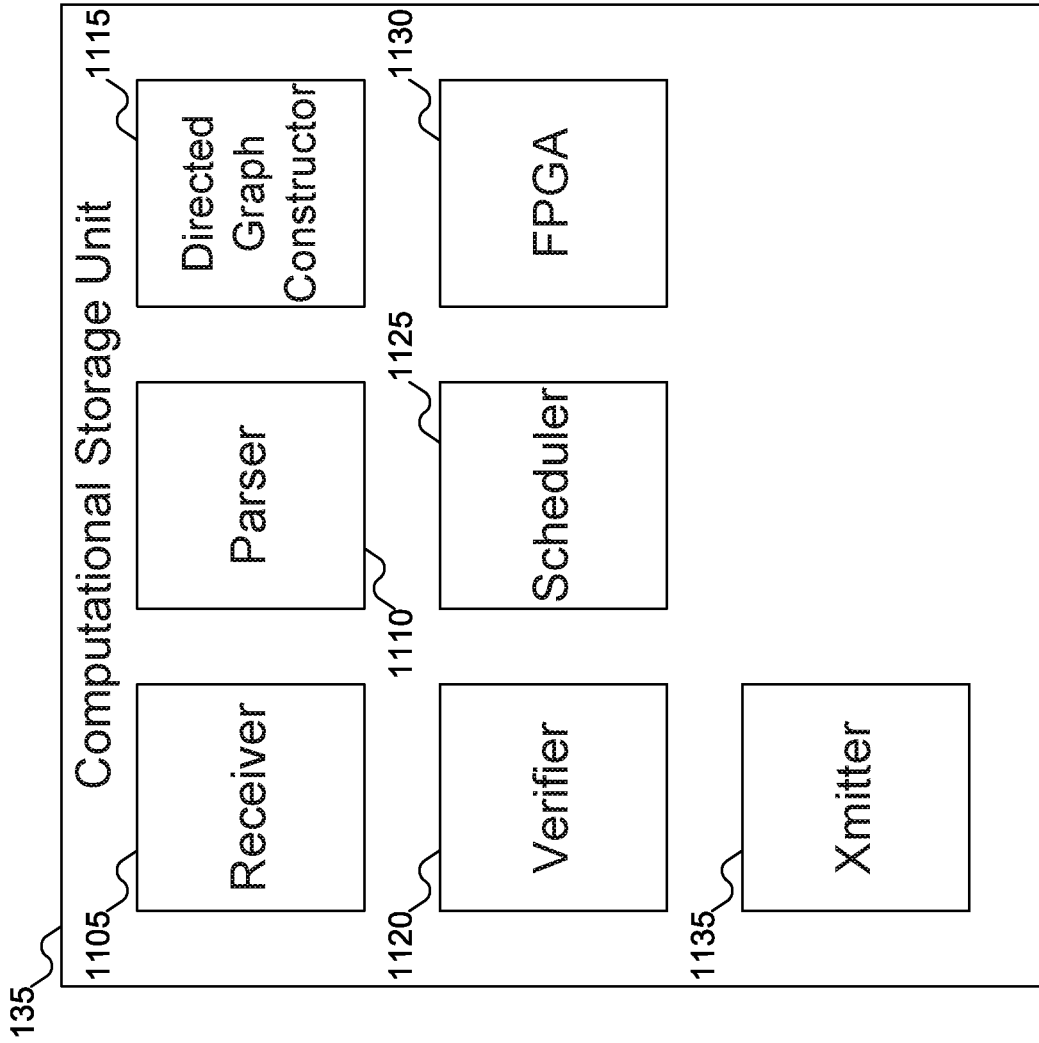 135
Computational Storage Unit
1105
Receiver
1110
Parser
1115
Directed
Graph
Constructor
1120
Verifier
1125
Scheduler
1130
FPGA
1135
Xmitter